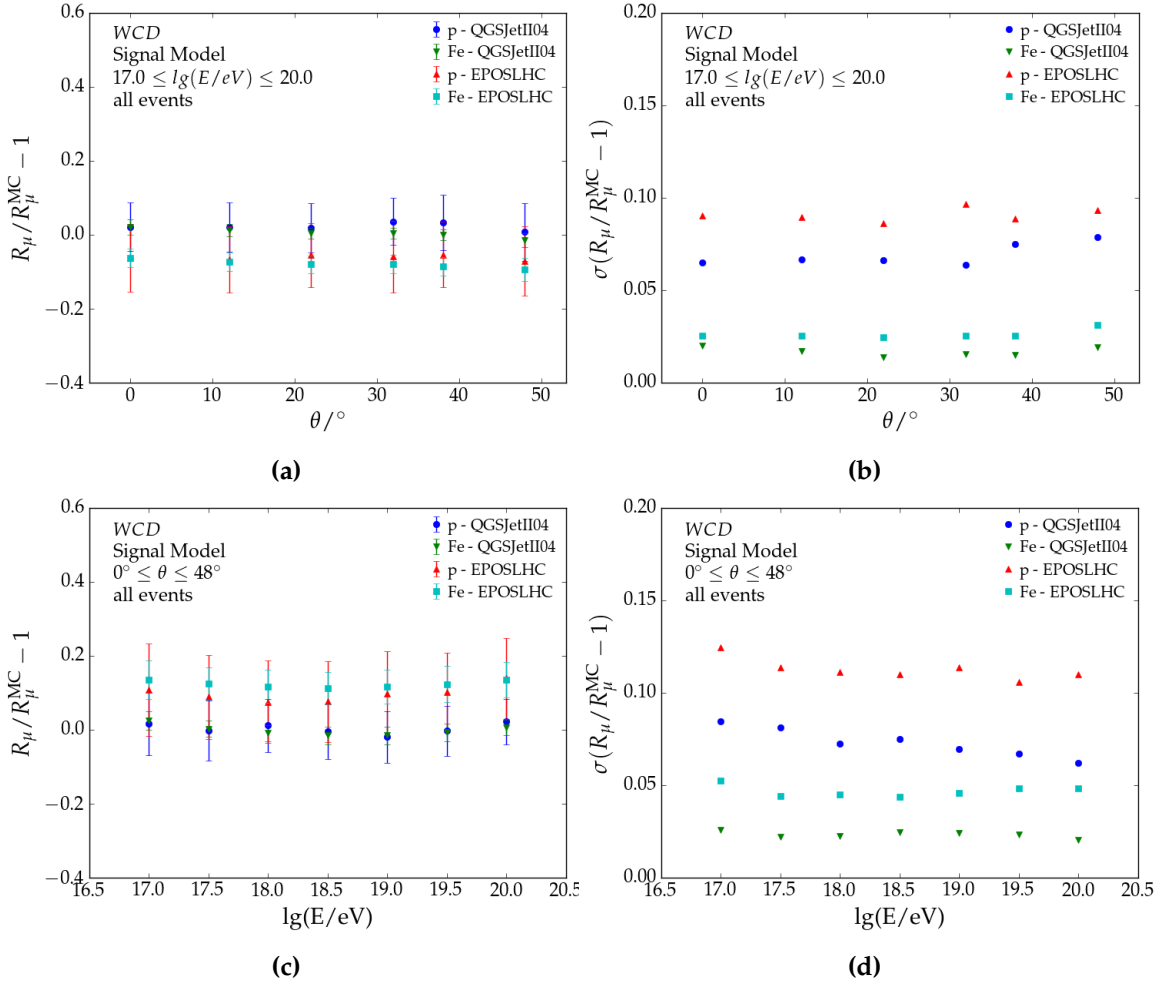 0.6
0.4
0.2
0.0
−0.2
−0.4
R_μ/R_μ^MC − 1
WCD
Signal Model
17.0 ≤ lg(E/eV) ≤ 20.0
all events
p - QGSJetII04
Fe - QGSJetII04
p - EPOSLHC
Fe - EPOSLHC
0 10 20 30 40 50
θ/°
(a)
0.20
0.15
0.10
0.05
0.00
σ(R_μ/R_μ^MC − 1)
WCD
Signal Model
17.0 ≤ lg(E/eV) ≤ 20.0
all events
p - QGSJetII04
Fe - QGSJetII04
p - EPOSLHC
Fe - EPOSLHC
0 10 20 30 40 50
θ/°
(b)
0.6
0.4
0.2
0.0
−0.2
−0.4
R_μ/R_μ^MC − 1
WCD
Signal Model
0° ≤ θ ≤ 48°
all events
p - QGSJetII04
Fe - QGSJetII04
p - EPOSLHC
Fe - EPOSLHC
16.5 17.0 17.5 18.0 18.5 19.0 19.5 20.0 20.5
lg(E/eV)
(c)
0.20
0.15
0.10
0.05
0.00
σ(R_μ/R_μ^MC − 1)
WCD
Signal Model
0° ≤ θ ≤ 48°
all events
p - QGSJetII04
Fe - QGSJetII04
p - EPOSLHC
Fe - EPOSLHC
16.5 17.0 17.5 18.0 18.5 19.0 19.5 20.0 20.5
lg(E/eV)
(d)